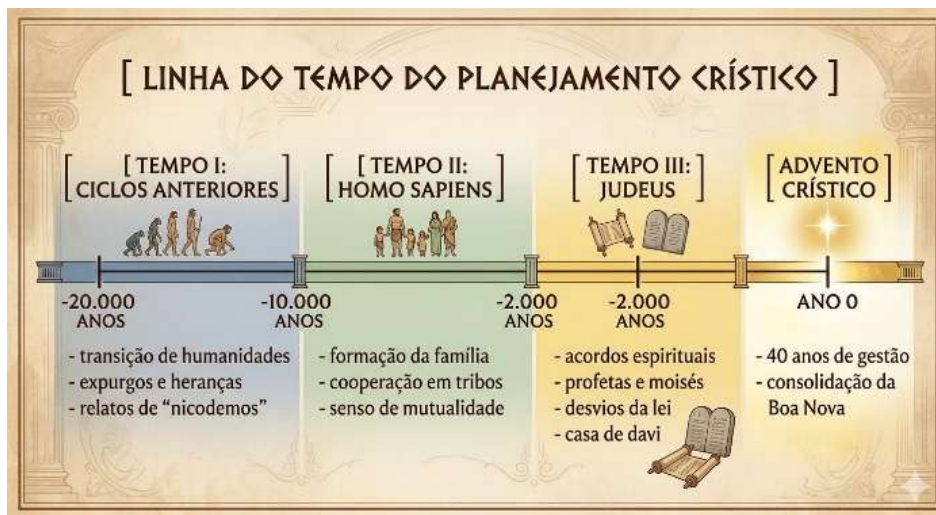 [ LINHA DO TEMPO DO PLANEJAMENTO CRÍSTICO ]
[ TEMPO I:
CICLOS ANTERIORES ]
-20.000
ANOS
-10.000
ANOS
- transição de humanidades
- expurgos e heranças
- relatos de “nicodemos”
[ TEMPO II:
HOMO SAPIENS ]
-2.000
ANOS
- formação da família
- cooperação em tribos
- senso de mutualidade
[ TEMPO III:
JUDEUS ]
-2.000
ANOS
- acordos espirituais
- profetas e moisés
- desvios da lei
- casa de davi
[ ADVENTO
CRÍSTICO ]
ANO 0
- 40 anos de gestão
- consolidação da
Boa Nova